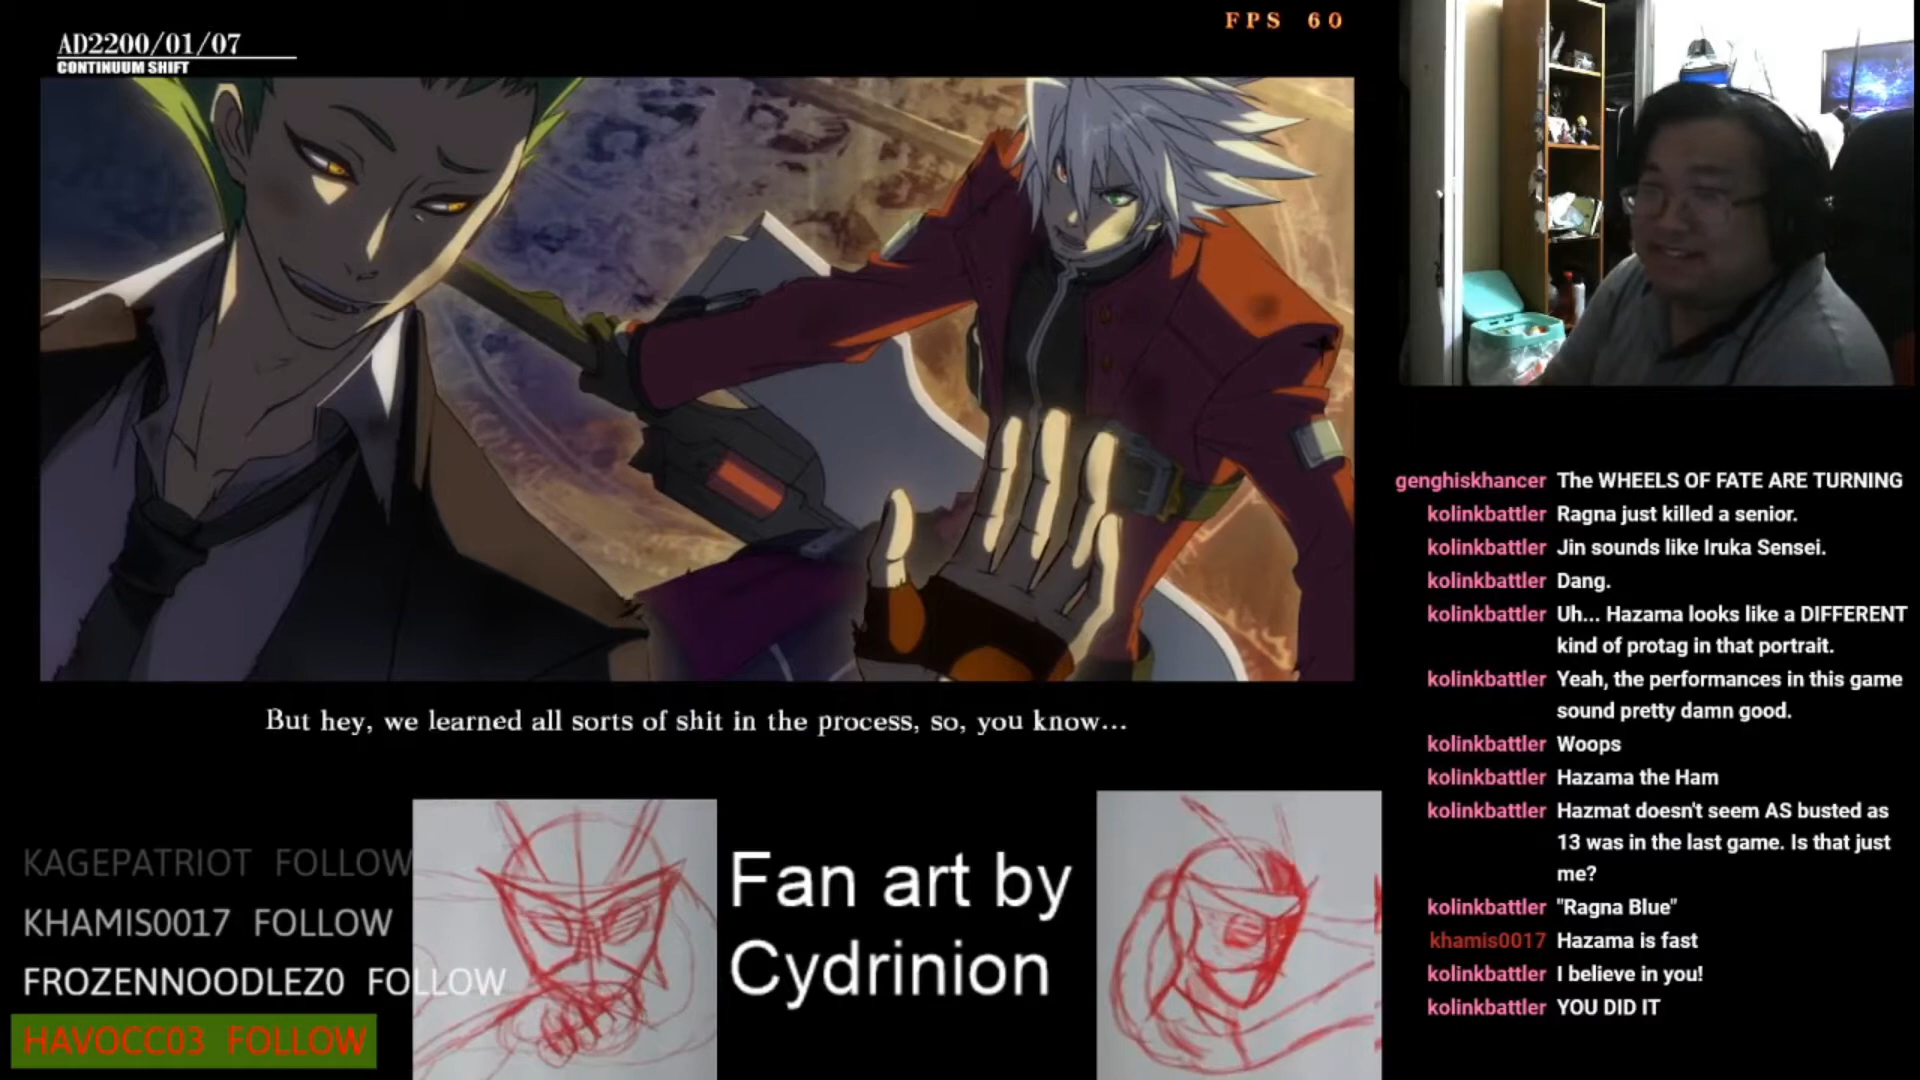 FPS 60
AD2200/01/07
CONTINUUM SHIFT
But hey, we learned all sorts of shit in the process, so, you know...
genghiskhancer The WHEELS OF FATE ARE TURNING
kolinkbattler Ragna just killed a senior.
kolinkbattler Jin sounds like Iruka Sensei.
kolinkbattler Dang.
kolinkbattler Uh... Hazama looks like a DIFFERENT
kind of protag in that portrait.
kolinkbattler Yeah, the performances in this game
sound pretty damn good.
kolinkbattler Woops
kolinkbattler Hazama the Ham
kolinkbattler Hazmat doesn't seem AS busted as
13 was in the last game. Is that just
me?
kolinkbattler "Ragna Blue"
khamis0017 Hazama is fast
kolinkbattler I believe in you!
kolinkbattler YOU DID IT
KAGEPATRIOT FOLLOW
KHAMIS0017 FOLLOW
FROZENNOODLEZ0 FOLLOW
HAVOCC03 FOLLOW
Fan art by
Cydrinion